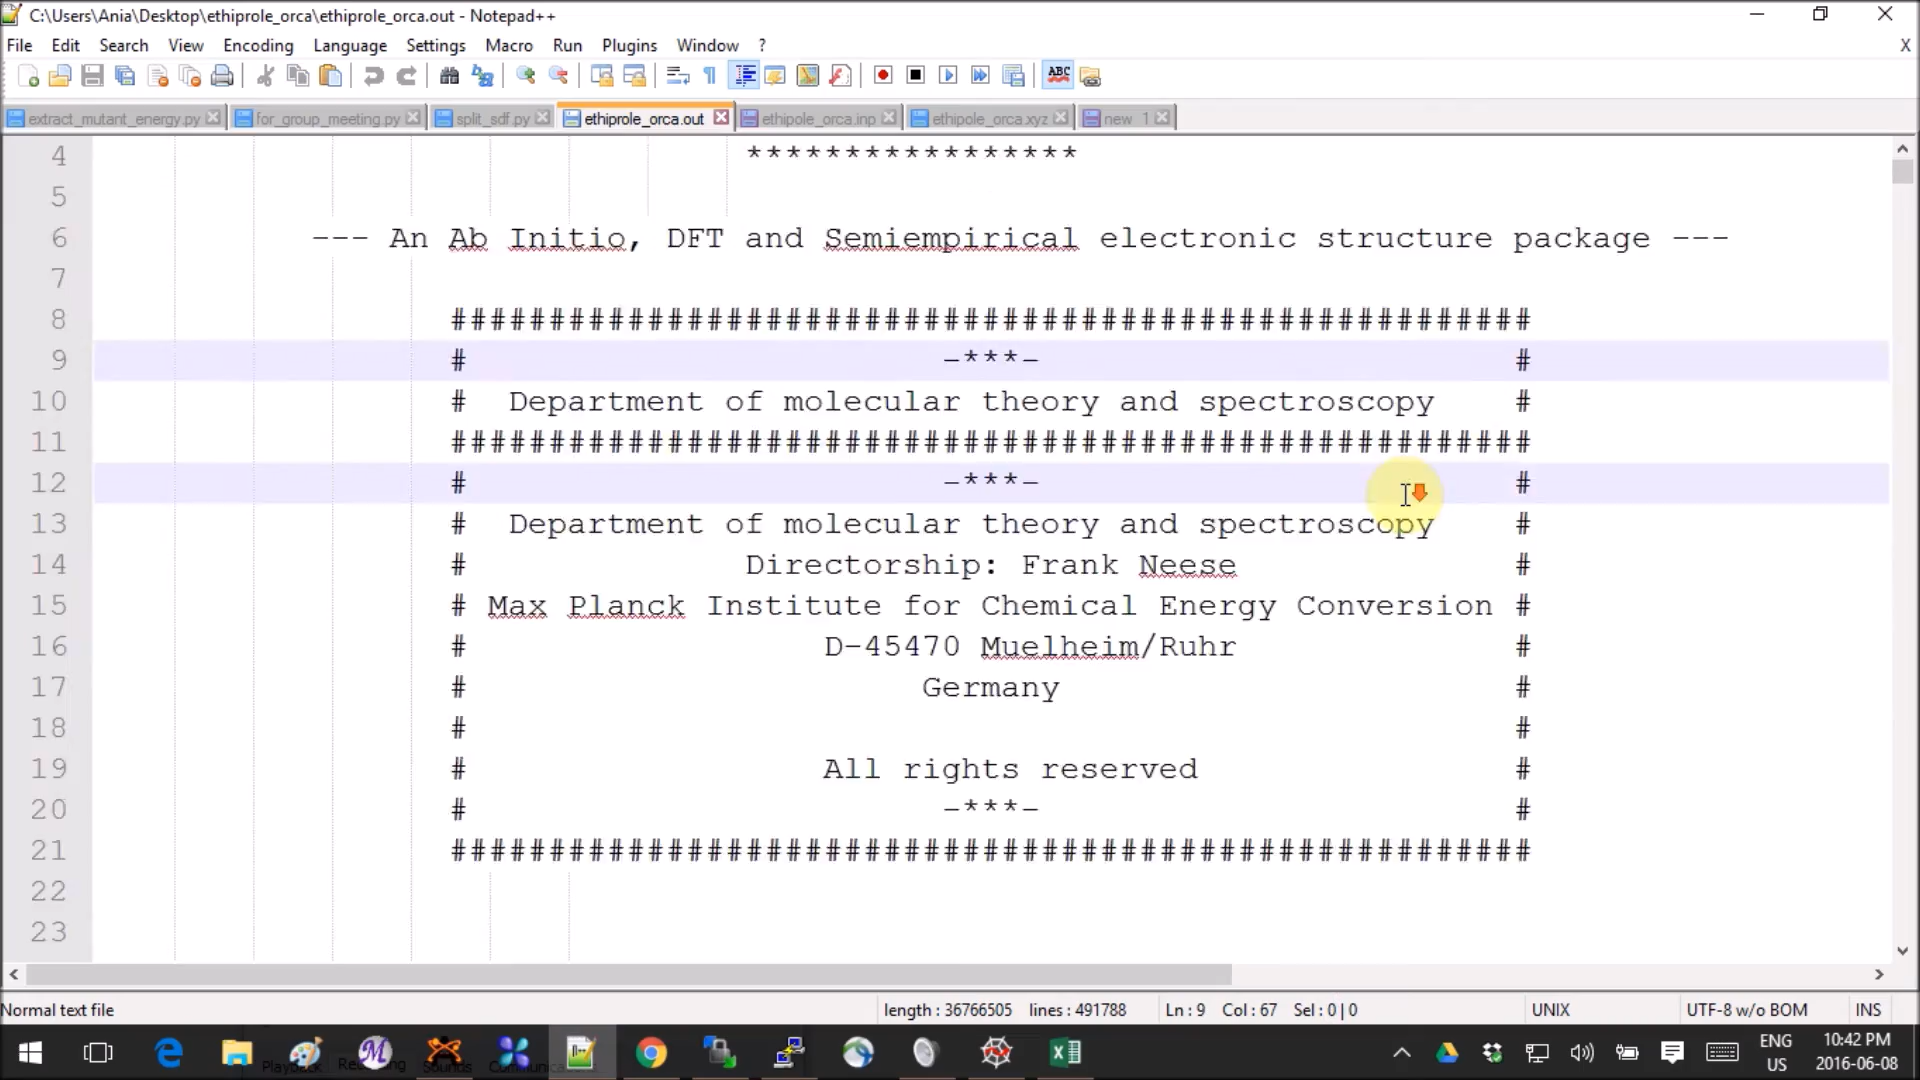 C:\Users\Ania\Desktop\ethiprole_orca\ethiprole_orca.out - Notepad++
File Edit Search View Encoding Language Settings Macro Run Plugins Window ? X
ABC
extract_mutant_energy.py for_group_meeting.py split_sdf.py ethiprole_orca.out ethipole_orca.inp ethipole_orca.xyz new 1
4 *****************
5
6 --- An Ab Initio, DFT and Semiempirical electronic structure package ---
7
8 #######################################################
9 # -***- #
10 # Department of molecular theory and spectroscopy #
11 #######################################################
12 # -***- #
13 # Department of molecular theory and spectroscopy #
14 # Directorship: Frank Neese #
15 # Max Planck Institute for Chemical Energy Conversion #
16 # D-45470 Muelheim/Ruhr #
17 # Germany #
18 # #
19 # All rights reserved #
20 # -***- #
21 #######################################################
22
23
Normal text file length : 36766505 lines : 491788 Ln : 9 Col : 67 Sel : 0 | 0 UNIX UTF-8 w/o BOM INS
ENG
US
10:42 PM
2016-06-08